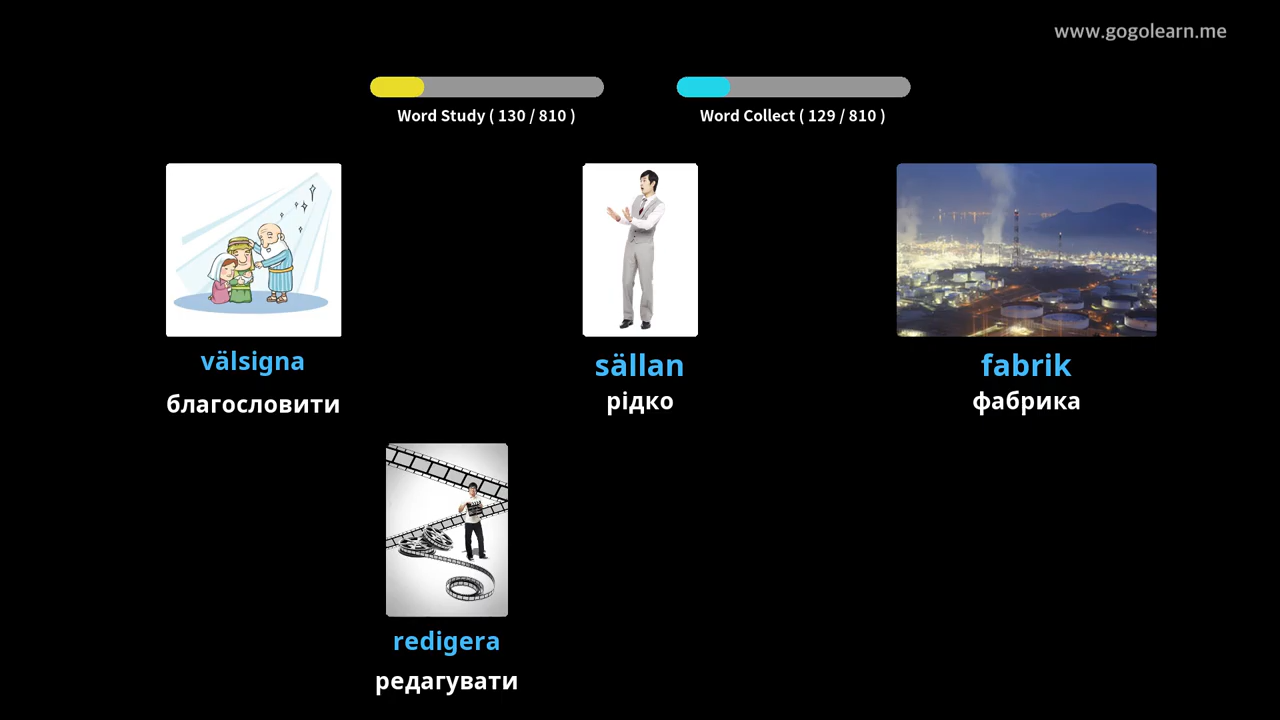 www.gogolearn.me
Word Study ( 130 / 810 )
Word Collect ( 129 / 810 )
välsigna
благословити
sällan
рідко
fabrik
фабрика
redigera
редагувати